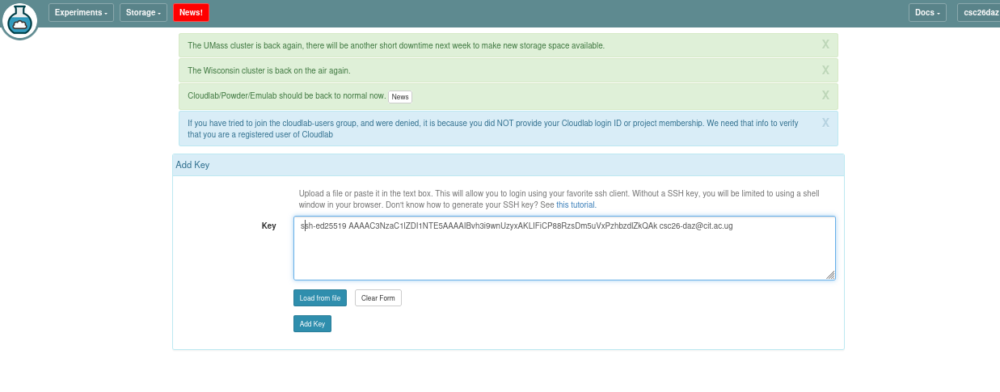 Experiments
Storage
News!
Docs
csc26daz
The UMass cluster is back again, there will be another short downtime next week to make new storage space available.
X
The Wisconsin cluster is back on the air again.
X
Cloudlab/Powder/Emulab should be back to normal now. News
X
If you have tried to join the cloudlab-users group, and were denied, it is because you did NOT provide your Cloudlab login ID or project membership. We need that info to verify
that you are a registered user of Cloudlab
X
Add Key
Upload a file or paste it in the text box. This will allow you to login using your favorite ssh client. Without a SSH key, you will be limited to using a shell
window in your browser. Don't know how to generate your SSH key? See this tutorial.
Key
ssh-ed25519 AAAAC3NzaC1lZDI1NTE5AAAAIBvh3i9wnUzyxAKLIFiCP88RzsDm5uVxPzhbzdlZkQAk csc26-daz@cit.ac.ug
Load from file
Clear Form
Add Key